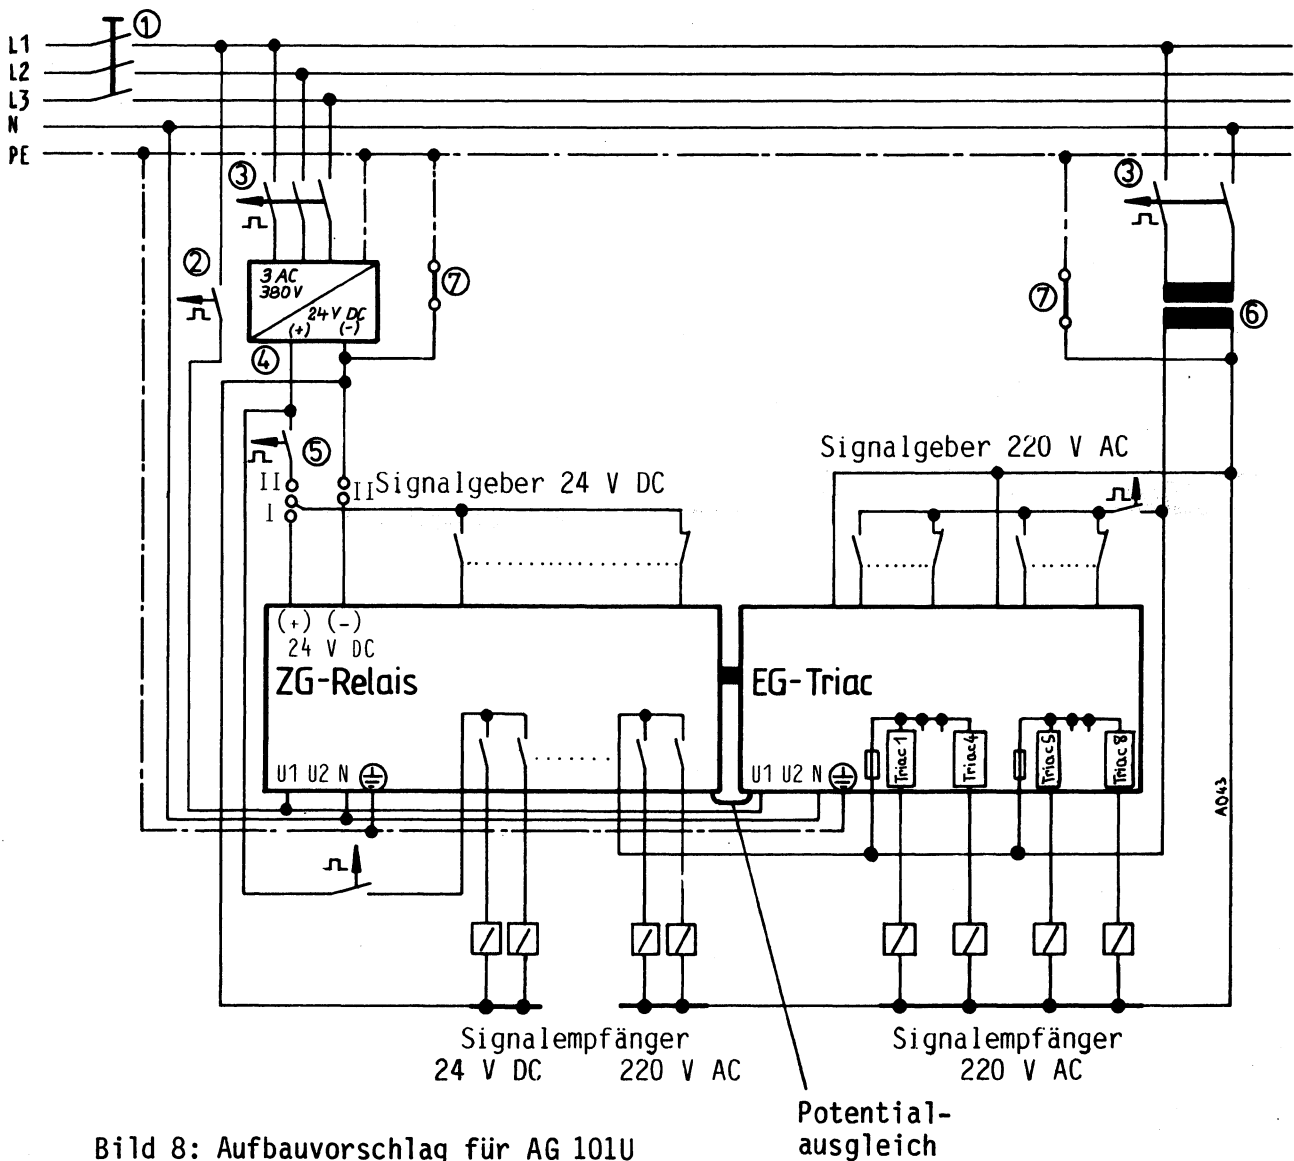 ①
L1
L2
L3
N
PE
③
③
②
3 AC
380V
24V DC
(+) (-)
⑦
⑦
⑥
④
⑤
Signalgeber 220 V AC
II
II
Signalgeber 24 V DC
I
(+) (-)
24 V DC
ZG-Relais
EG-Triac
U1 U2 N
U1 U2 N
Triac 1
Triac 4
Triac 5
Triac 8
A043
Signalempfänger
24 V DC
220 V AC
Signalempfänger
220 V AC
Potential-
ausgleich
Bild 8: Aufbauvorschlag für AG 101U